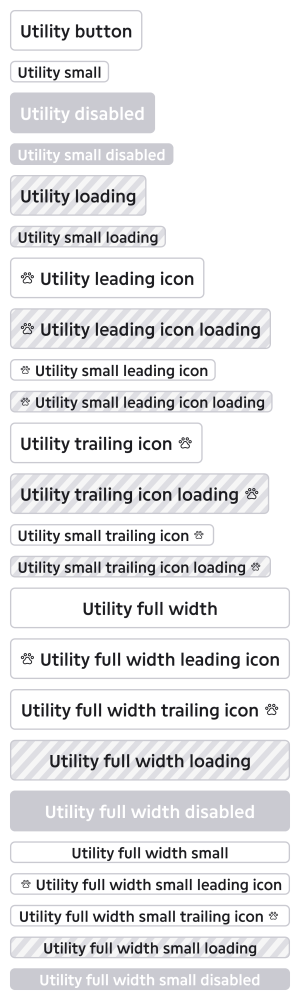 Utility button
Utility small
Utility disabled
Utility small disabled
Utility loading
Utility small loading
Utility leading icon
Utility leading icon loading
Utility small leading icon
Utility small leading icon loading
Utility trailing icon
Utility trailing icon loading
Utility small trailing icon
Utility small trailing icon loading
Utility full width
Utility full width leading icon
Utility full width trailing icon
Utility full width loading
Utility full width disabled
Utility full width small
Utility full width small leading icon
Utility full width small trailing icon
Utility full width small loading
Utility full width small disabled